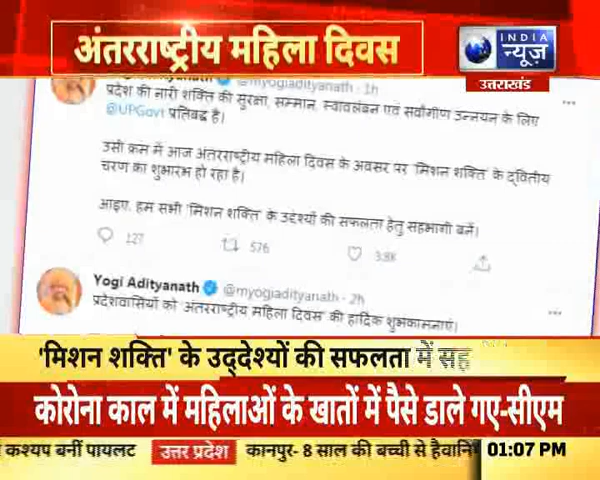 अंतरराष्ट्रीय महिला दिवस
INDIA
न्यूज़
उत्तराखंड
@myogiadityanath · 1h
प्रदेश की नारी शक्ति की सुरक्षा, सम्मान, स्वावलंबन एवं सर्वांगीण उन्नयन के लिए
@UPGovt प्रतिबद्ध है।
उसी क्रम में आज अंतरराष्ट्रीय महिला दिवस के अवसर पर 'मिशन शक्ति' के द्वितीय
चरण का शुभारंभ हो रहा है।
आइए, हम सभी 'मिशन शक्ति' के उद्देश्यों की सफलता हेतु सहभागी बनें।
127 576 3.8K
Yogi Adityanath @myogiadityanath · 2h
प्रदेशवासियों को 'अंतरराष्ट्रीय महिला दिवस' की हार्दिक शुभकामनाएं।
'मिशन शक्ति' के उद्देश्यों की सफलता में सह
कोरोना काल में महिलाओं के खातों में पैसे डाले गए-सीएम
कश्यप बनीं पायलट उत्तर प्रदेश कानपुर- 8 साल की बच्ची से हैवानि 01:07 PM